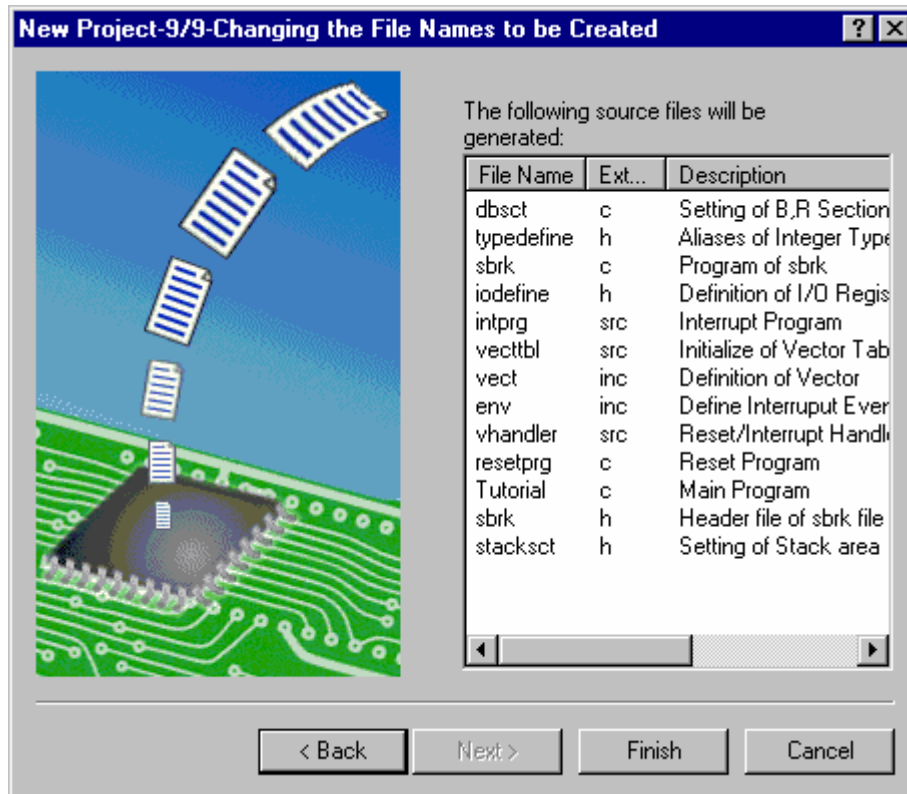 New Project-9/9-Changing the File Names to be Created
The following source files will be
generated:
File Name Ext... Description
dbsct c Setting of B,R Section
typedefine h Aliases of Integer Type
sbrk c Program of sbrk
iodefine h Definition of I/O Regis
intprg src Interrupt Program
vecttbl src Initialize of Vector Tab
vect inc Definition of Vector
env inc Define Interruput Ever
vhandler src Reset/Interrupt Handl
resetprg c Reset Program
Tutorial c Main Program
sbrk h Header file of sbrk file
stacksct h Setting of Stack area
< Back Next > Finish Cancel